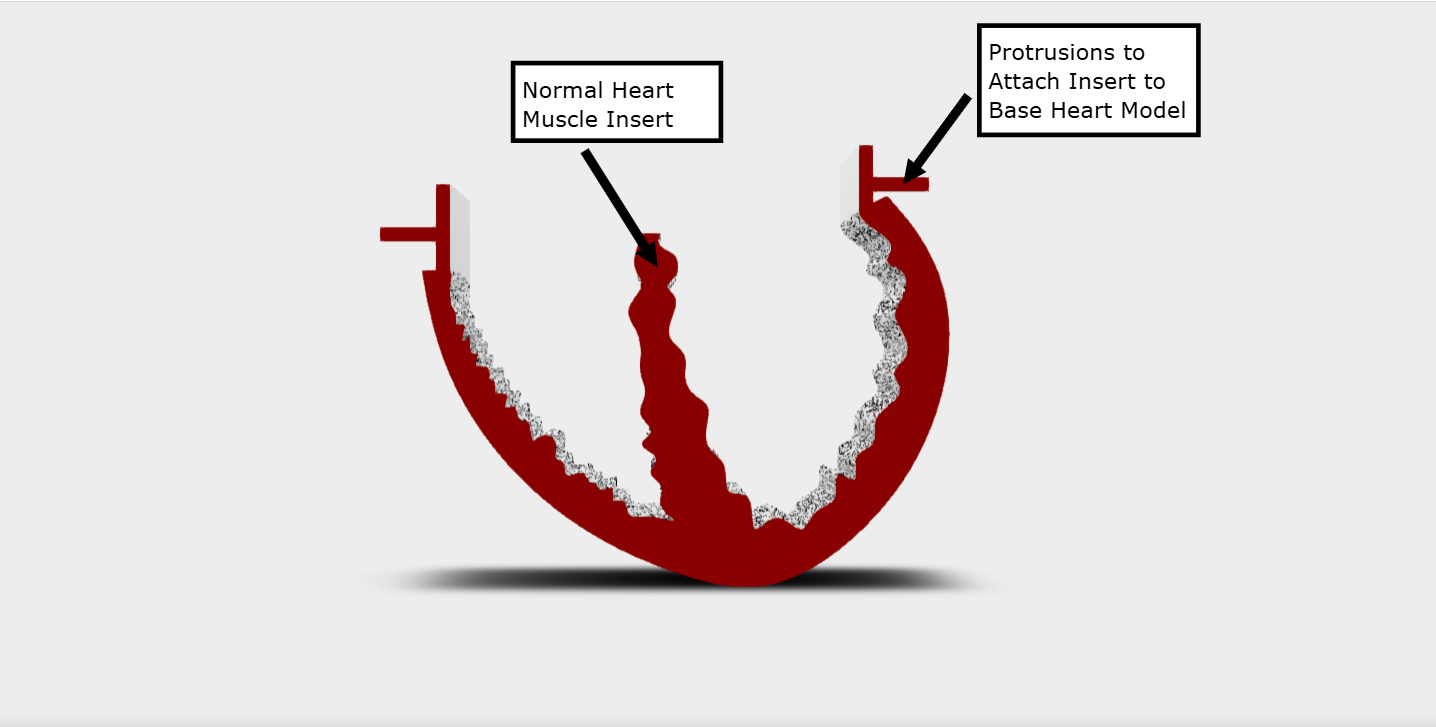 Normal Heart
Muscle Insert
Protrusions to
Attach Insert to
Base Heart Model